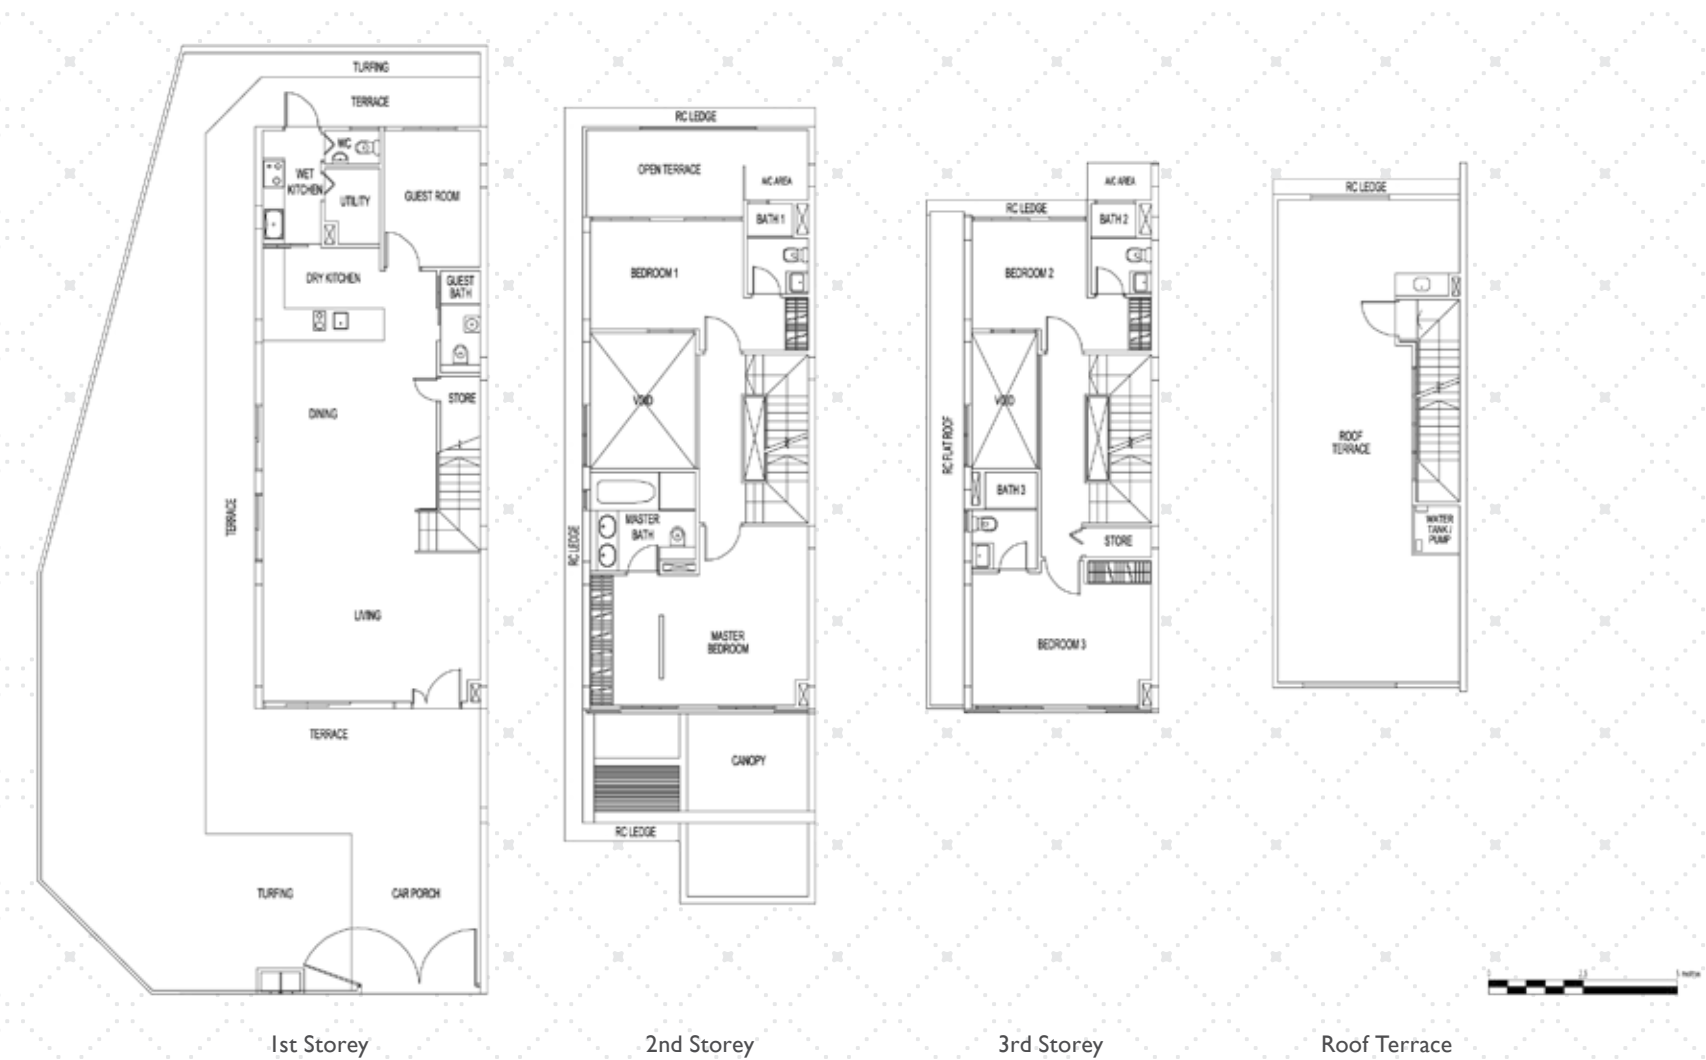 TURFING
TERRACE
WC
WET
KITCHEN
UTILITY
GUEST ROOM
DRY KITCHEN
GUEST
BATH
STORE
DINING
TERRACE
LIVING
TERRACE
TURFING
CAR PORCH
1st Storey
RC LEDGE
OPEN TERRACE
A/C AREA
BATH 1
BEDROOM 1
VOID
MASTER
BATH
RC LEDGE
MASTER
BEDROOM
CANOPY
RC LEDGE
2nd Storey
A/C AREA
RC LEDGE
BATH 2
BEDROOM 2
VOID
RC FLAT ROOF
BATH 3
STORE
BEDROOM 3
3rd Storey
RC LEDGE
ROOF
TERRACE
WATER
TANK /
PUMP
Roof Terrace